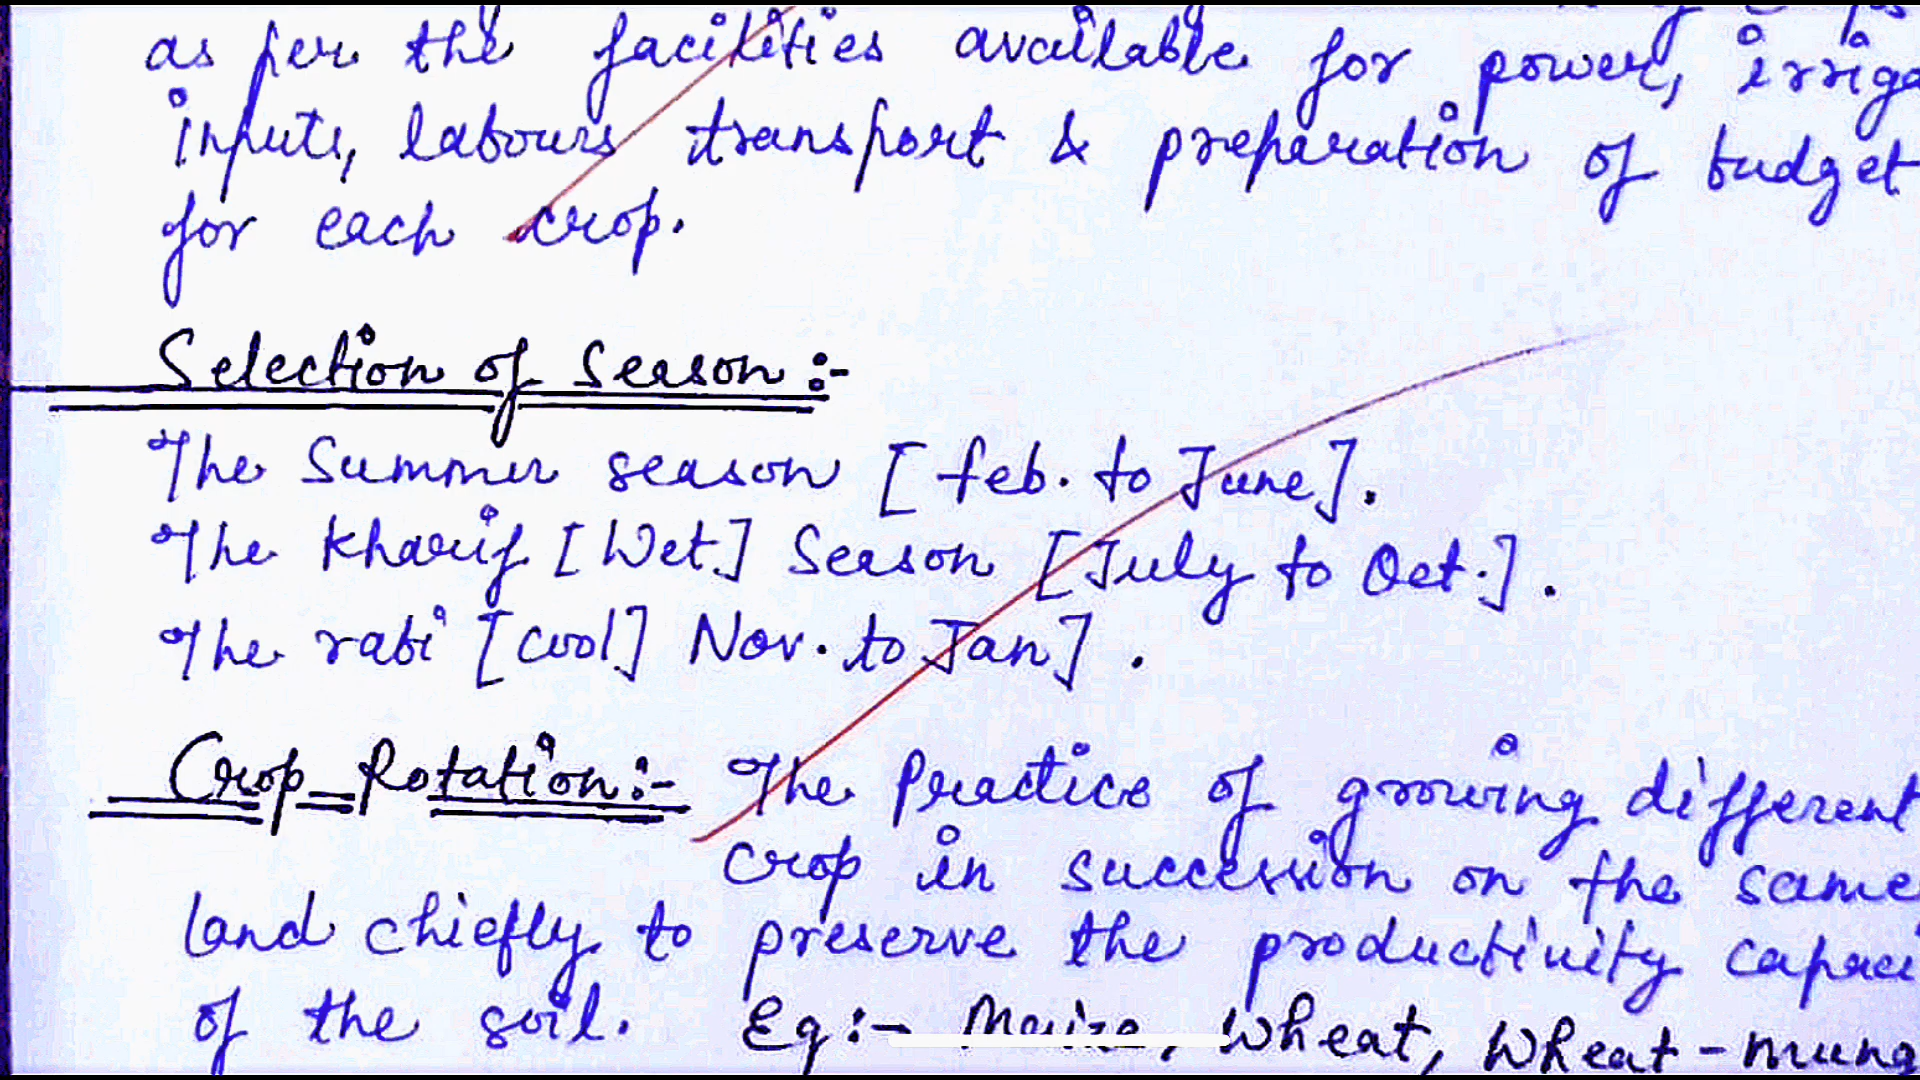 as per the facilities available for power, irriga
inputs, labours transport & preparation of budget
for each crop.
Selection of Season :-
The Summer season [feb. to June].
The Kharif [Wet] Season [July to Oct.].
The rabi [cool] Nov. to Jan].
Crop Rotation :- The Practice of growing different
crop in succession on the same
land chiefly to preserve the productivity capaci
of the soil. Eg :- Maize, Wheat, Wheat - mung